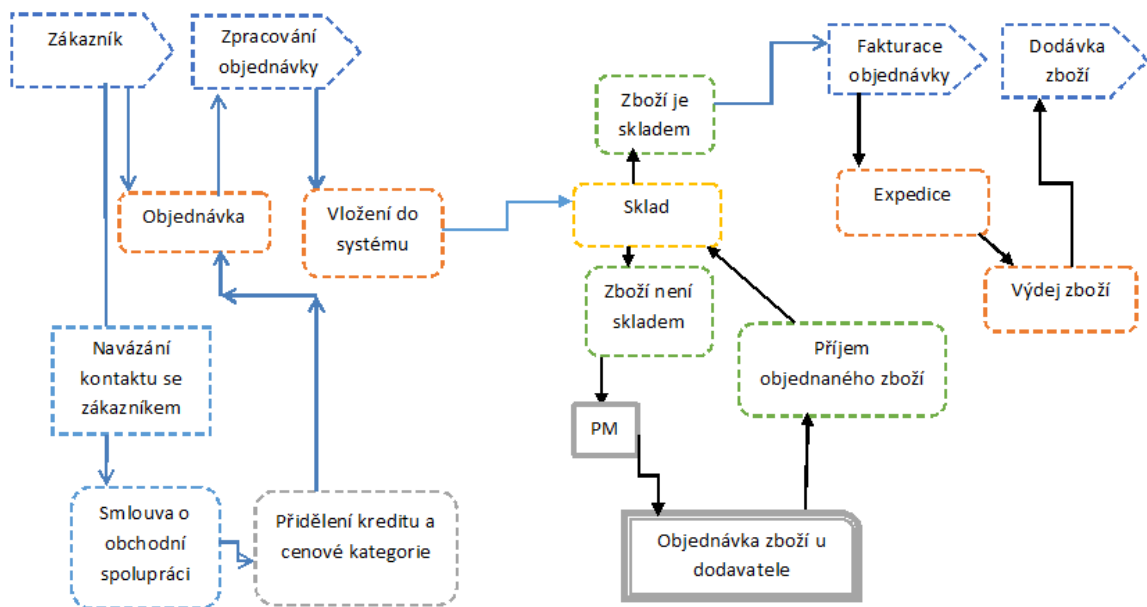 Zákazník
Zpracování
objednávky
Fakturace
objednávky
Dodávka
zboží
Zboží je
skladem
Objednávka
Vložení do
systému
Sklad
Expedice
Zboží není
skladem
Výdej zboží
Navázání
kontaktu se
zákazníkem
Příjem
objednaného zboží
PM
Smlouva o
obchodní
spolupráci
Přidělení kreditu a
cenové kategorie
Objednávka zboží u
dodavatele